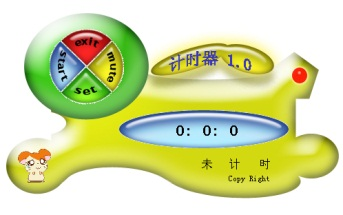 exit
start
mute
set
计时器 1.0
0: 0: 0
未 计 时
Copy Right